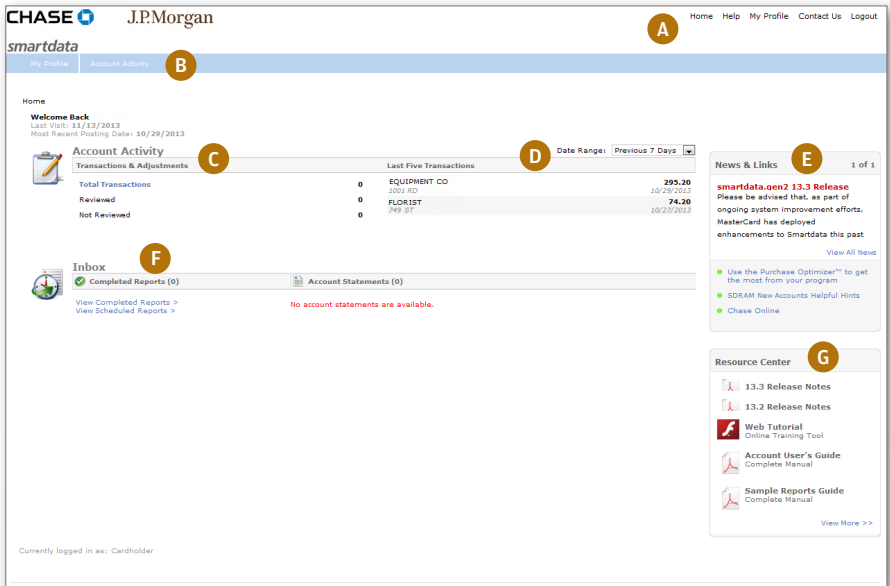 CHASE J.P.Morgan
Home Help My Profile Contact Us Logout
A
smartdata
My Profile Account Activity
B
Home
Welcome Back
Last Visit: 11/13/2013
Most Recent Posting Date: 10/29/2013
Account Activity
C
D
Date Range: Previous 7 Days
Transactions & Adjustments
Last Five Transactions
Total Transactions 0
Reviewed 0
Not Reviewed 0
EQUIPMENT CO 295.20
1001 RD 10/29/2013
FLORIST 74.20
749 ST 10/27/2013
F
Inbox
Completed Reports (0)
Account Statements (0)
View Completed Reports >
View Scheduled Reports >
No account statements are available.
News & Links E 1 of 1
smartdata.gen2 13.3 Release
Please be advised that, as part of
ongoing system improvement efforts,
MasterCard has deployed
enhancements to Smartdata this past
View All News
Use the Purchase Optimizer™ to get
the most from your program
SDRAM New Accounts Helpful Hints
Chase Online
Resource Center G
13.3 Release Notes
13.2 Release Notes
Web Tutorial
Online Training Tool
Account User's Guide
Complete Manual
Sample Reports Guide
Complete Manual
View More >>
Currently logged in as: Cardholder